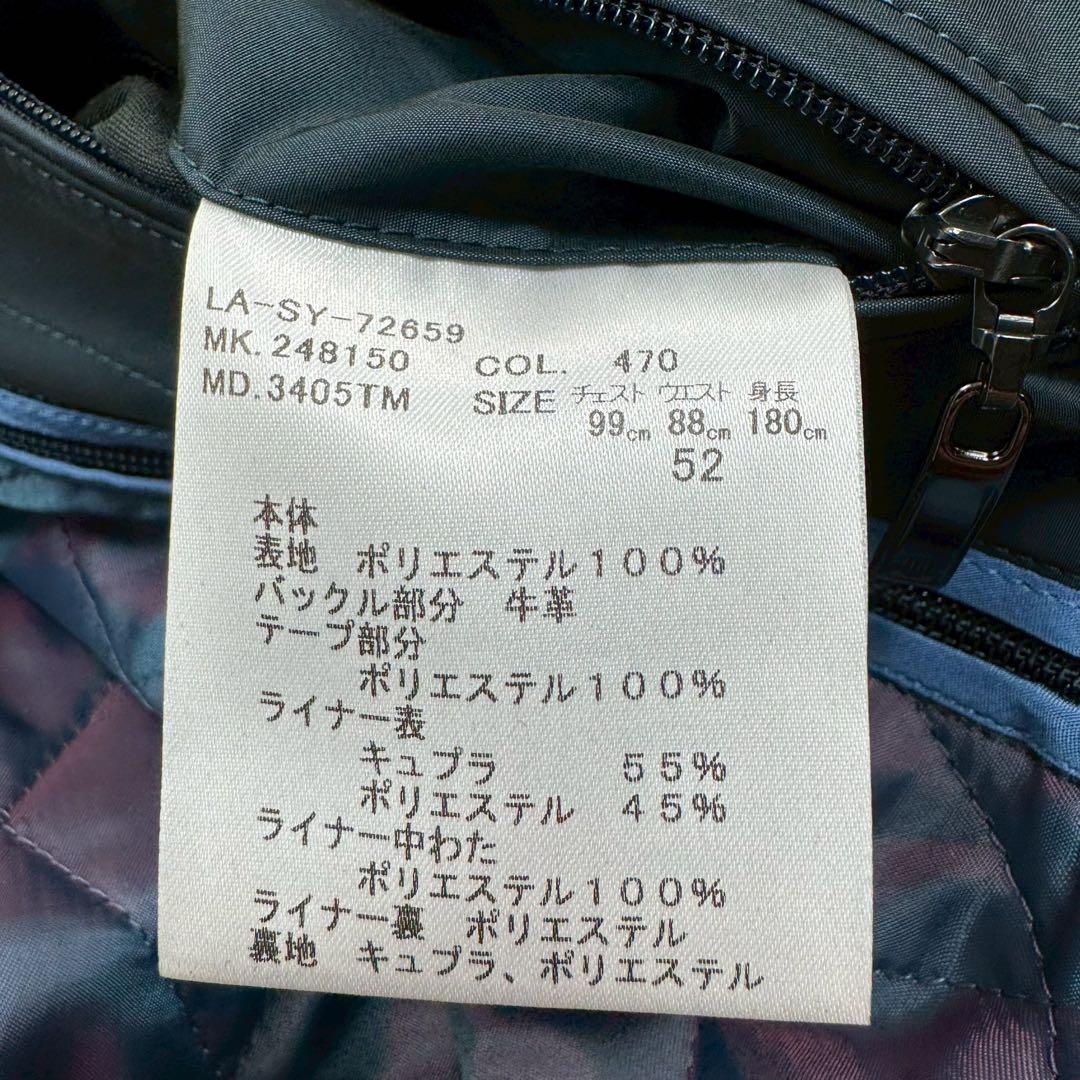 LA-SY-72659
MK.248150 COL. 470
MD.3405TM SIZE チェスト ウエスト 身長
99cm 88cm 180cm
52
本体
表地 ポリエステル100%
バックル部分 牛革
テープ部分
ポリエステル100%
ライナー表
キュプラ 55%
ポリエステル 45%
ライナー中わた
ポリエステル100%
ライナー裏 ポリエステル
裏地 キュプラ、ポリエステル